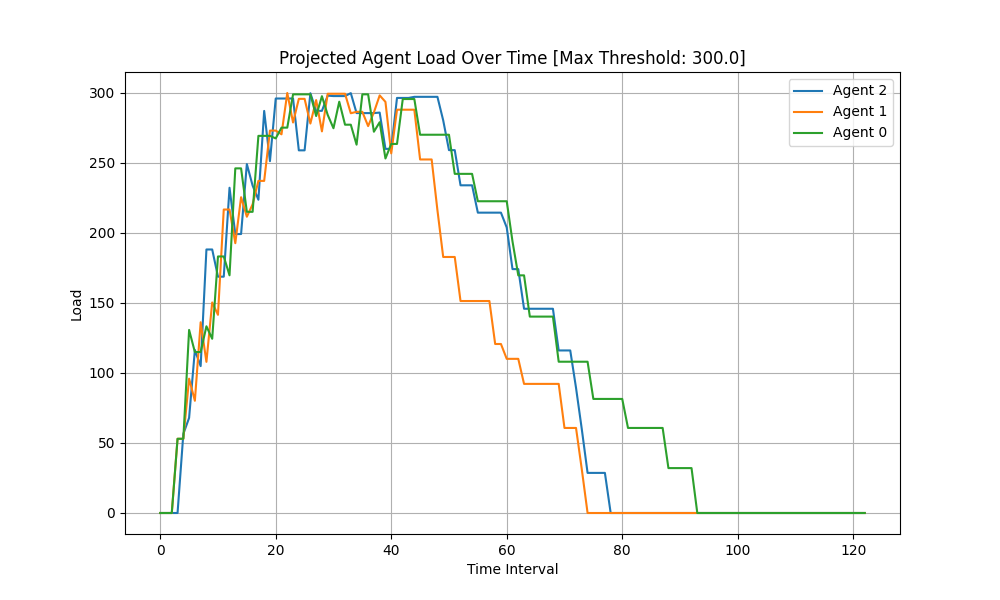 Projected Agent Load Over Time [Max Threshold: 300.0]
Agent 2
Agent 1
Agent 0
Load
300
250
200
150
100
50
0
0 20 40 60 80 100 120
Time Interval